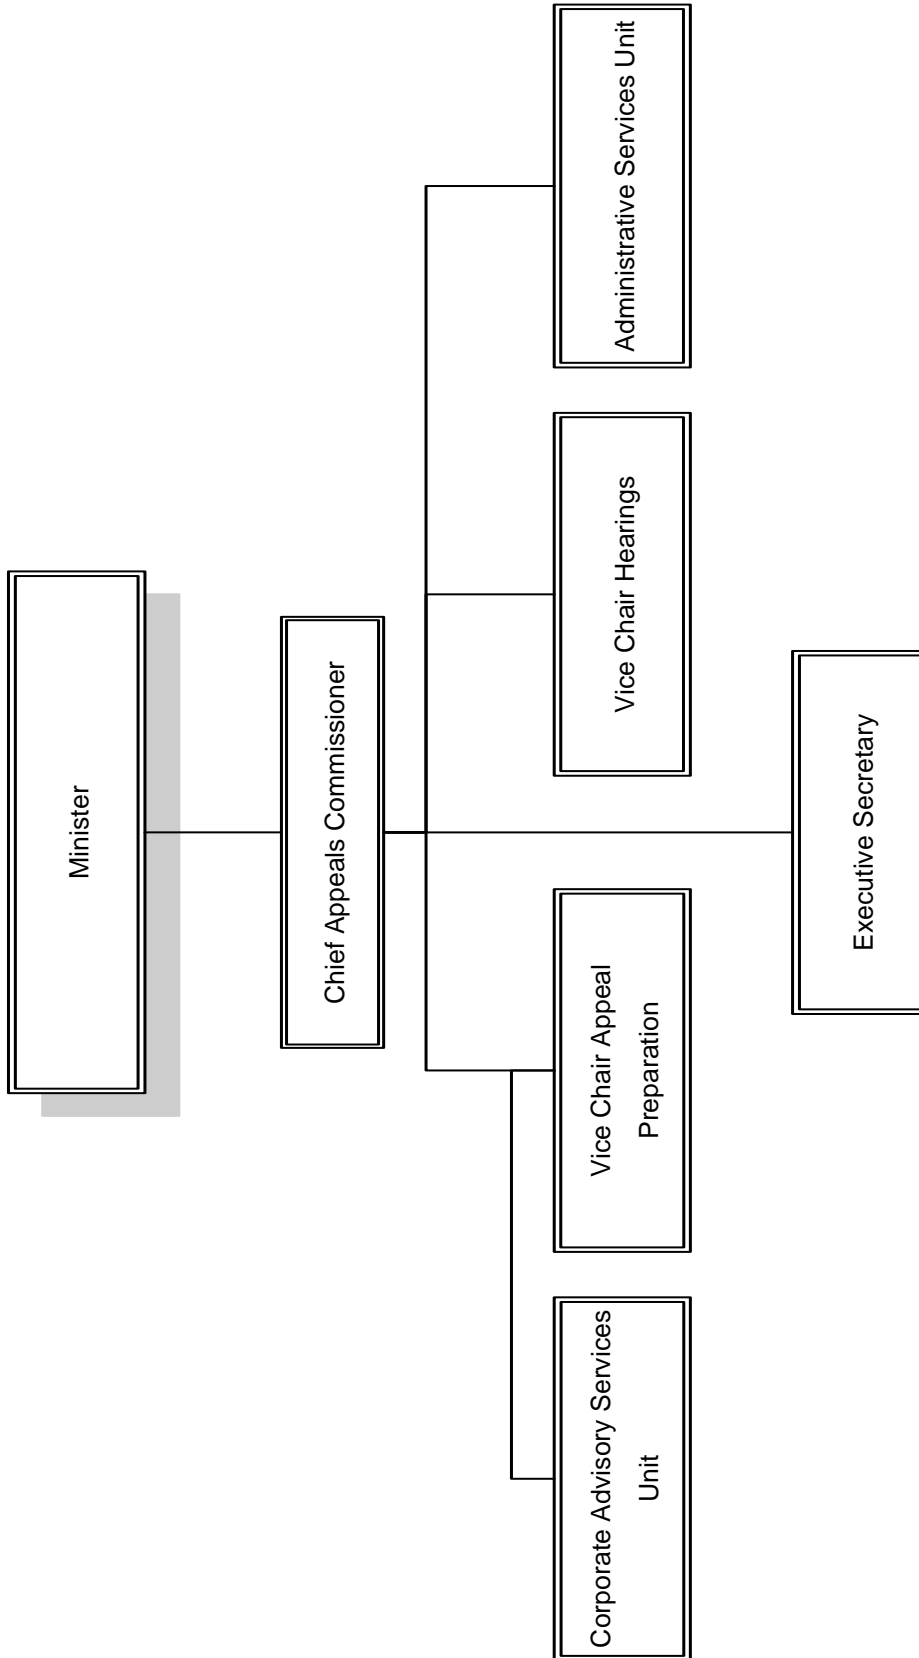 Minister
Chief Appeals Commissioner
Corporate Advisory Services
Unit
Vice Chair Appeal
Preparation
Vice Chair Hearings
Administrative Services Unit
Executive Secretary